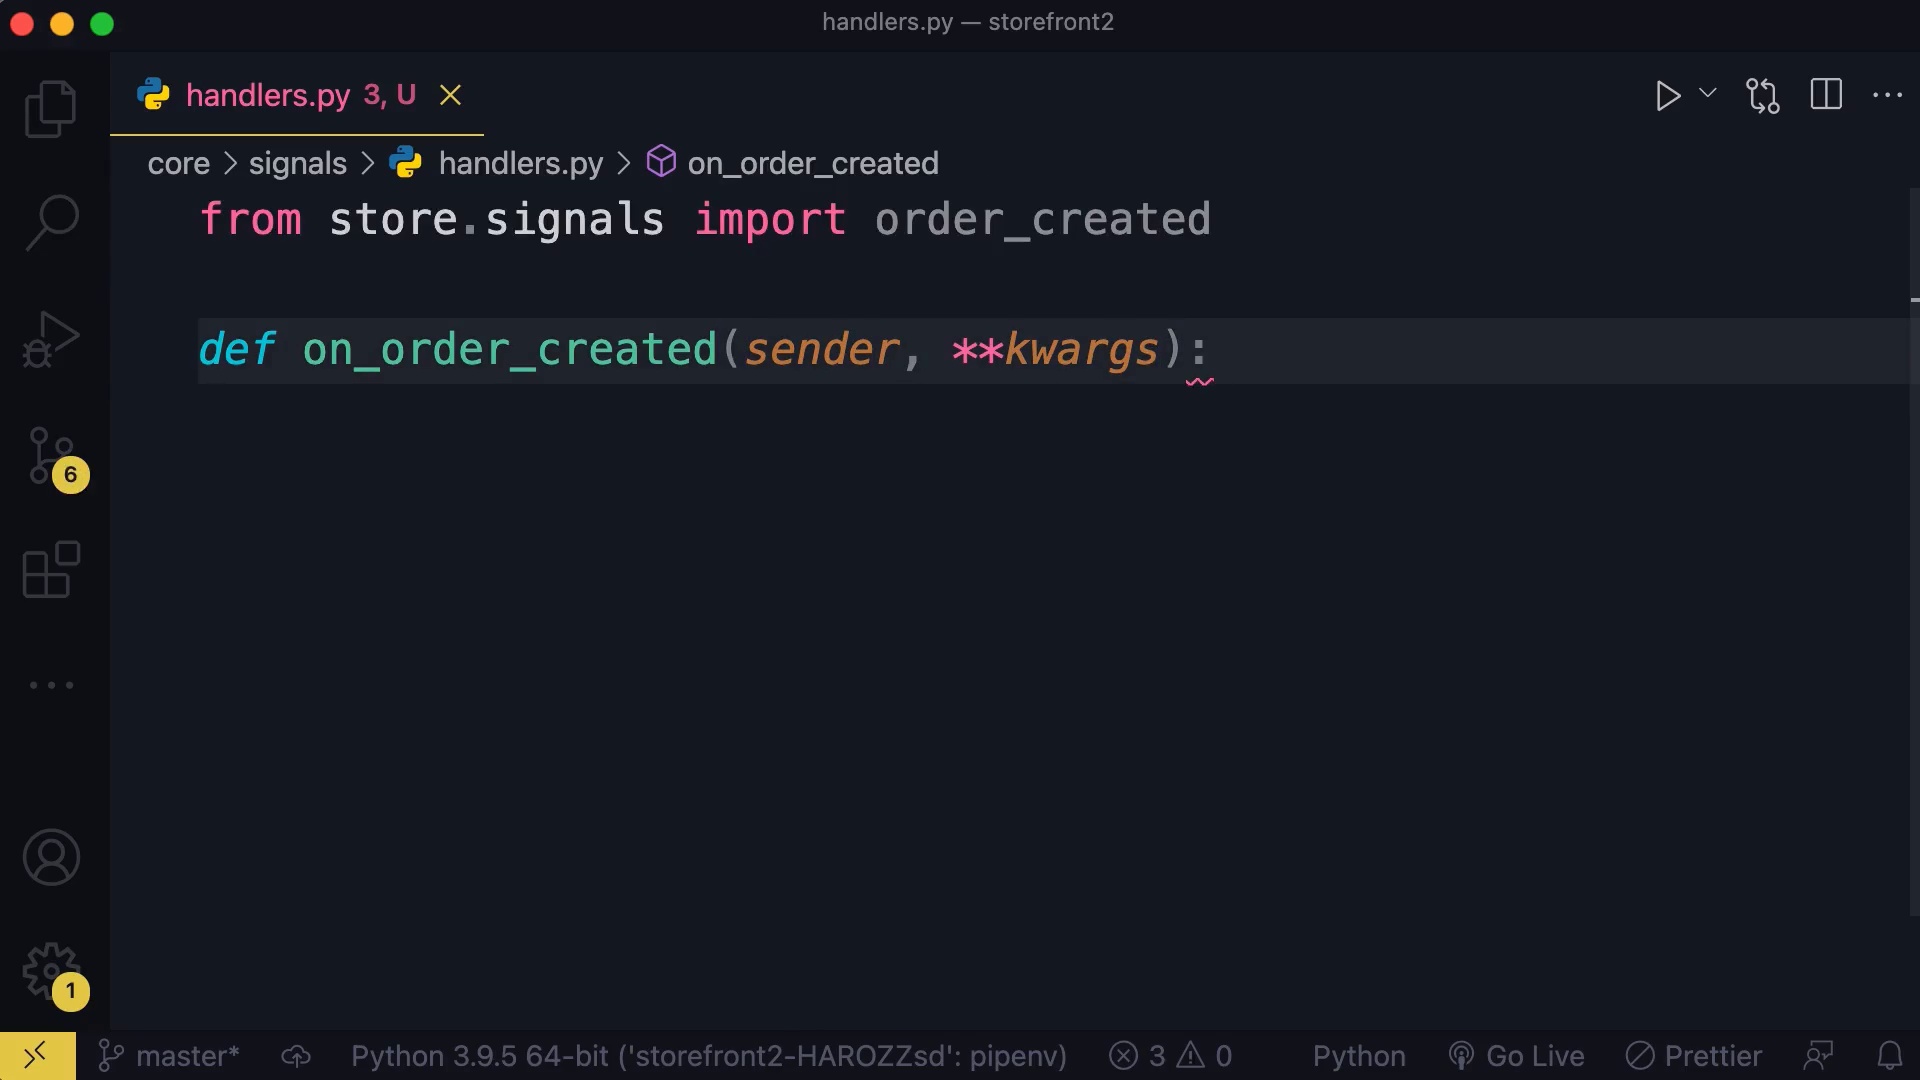 handlers.py — storefront2
handlers.py 3, U
core > signals > handlers.py > on_order_created
from store.signals import order_created
def on_order_created(sender, **kwargs):
6
1
master* Python 3.9.5 64-bit ('storefront2-HAROZZsd': pipenv) 3 0 Python Go Live Prettier